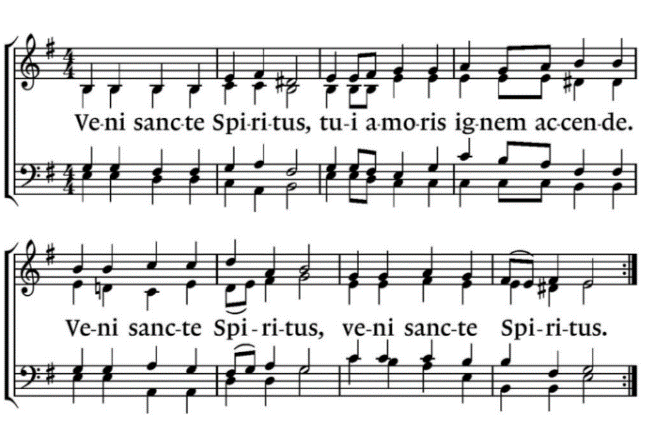 Ve-ni sanc-te Spi-ri-tus, tu-i a-mo-ris ig-nem ac-cen-de.
Ve-ni sanc-te Spi-ri-tus, ve-ni sanc-te Spi-ri-tus.